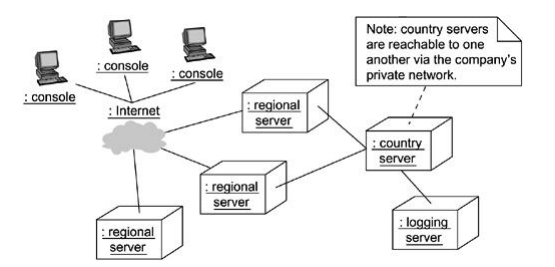 Note: country servers
are reachable to one
another via the company's
private network.
: console
: console
: console
: Internet
: regional
server
: country
server
: regional
server
: regional
server
: logging
server